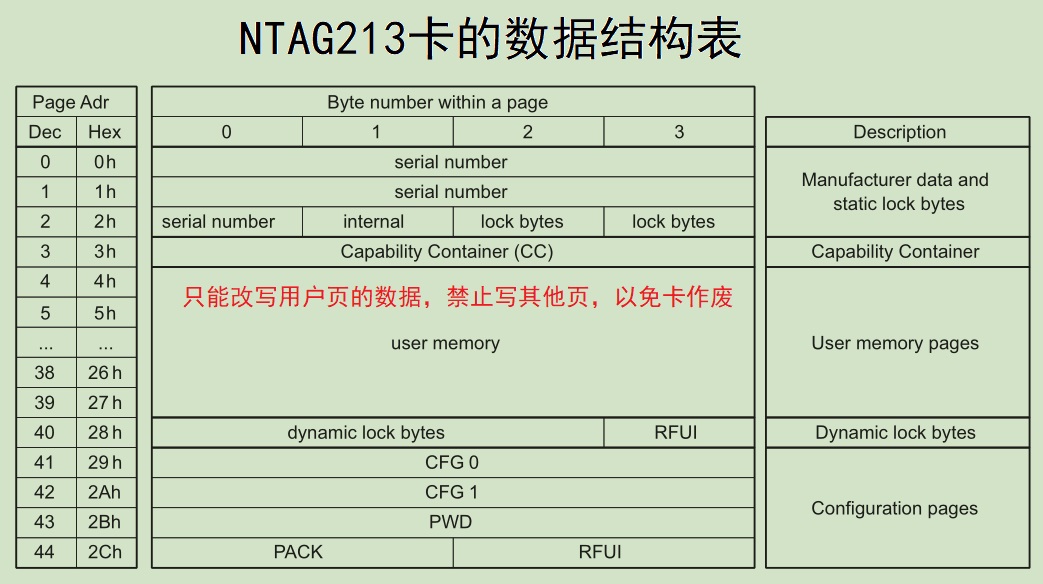 NTAG213卡的数据结构表
Page Adr Byte number within a page
Dec Hex 0 1 2 3 Description
0 0h serial number
1 1h serial number
Manufacturer data and
static lock bytes
2 2h serial number internal lock bytes lock bytes
3 3h Capability Container (CC) Capability Container
4 4h
只能改写用户页的数据，禁止写其他页，以免卡作废
5 5h
... ... user memory User memory pages
38 26h
39 27h
40 28h dynamic lock bytes RFUI Dynamic lock bytes
41 29h CFG 0
42 2Ah CFG 1
Configuration pages
43 2Bh PWD
44 2Ch PACK RFUI